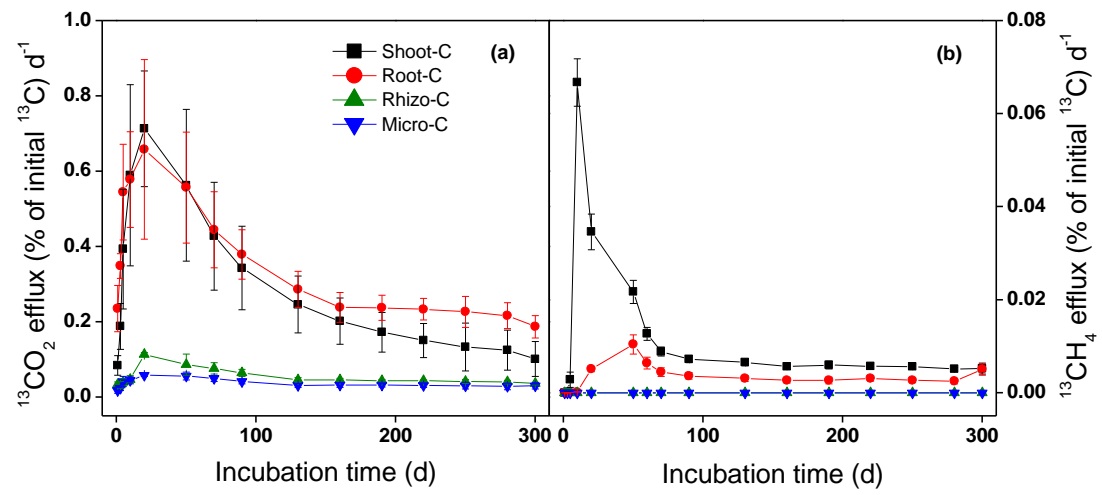 ¹³CO₂ efflux (% of initial ¹³C) d⁻¹
1.0
0.8
0.6
0.4
0.2
0.0
(a)
Shoot-C
Root-C
Rhizo-C
Micro-C
0 100 200 300
Incubation time (d)
(b)
0 100 200 300
Incubation time (d)
0.08
0.06
0.04
0.02
0.00
¹³CH₄ efflux (% of initial ¹³C) d⁻¹